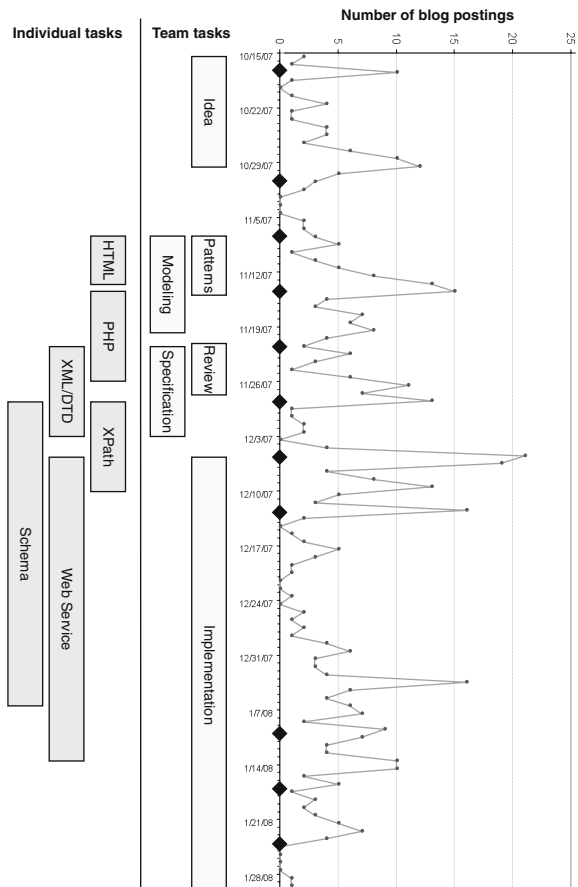 Individual tasks
Team tasks
Number of blog postings
0
5
10
15
20
25
10/15/07
10/22/07
10/29/07
11/5/07
11/12/07
11/19/07
11/26/07
12/3/07
12/10/07
12/17/07
12/24/07
12/31/07
1/7/08
1/14/08
1/21/08
1/28/08
Idea
Patterns
Modeling
Review
Specification
Implementation
HTML
PHP
XML/DTD
XPath
Schema
Web Service